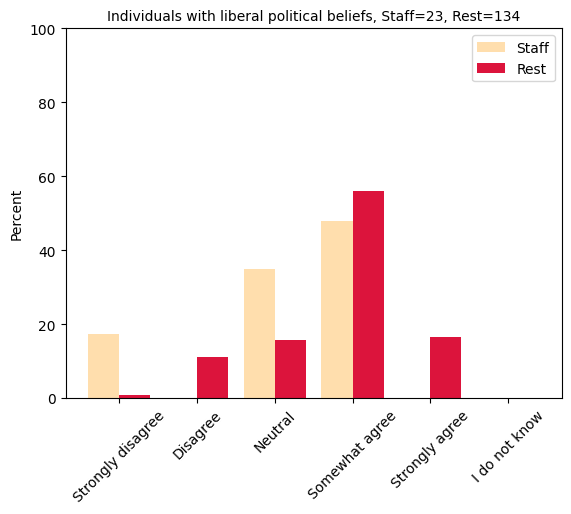 Individuals with liberal political beliefs, Staff=23, Rest=134
Staff
Rest
Percent
100
80
60
40
20
0
Strongly disagree
Disagree
Neutral
Somewhat agree
Strongly agree
I do not know